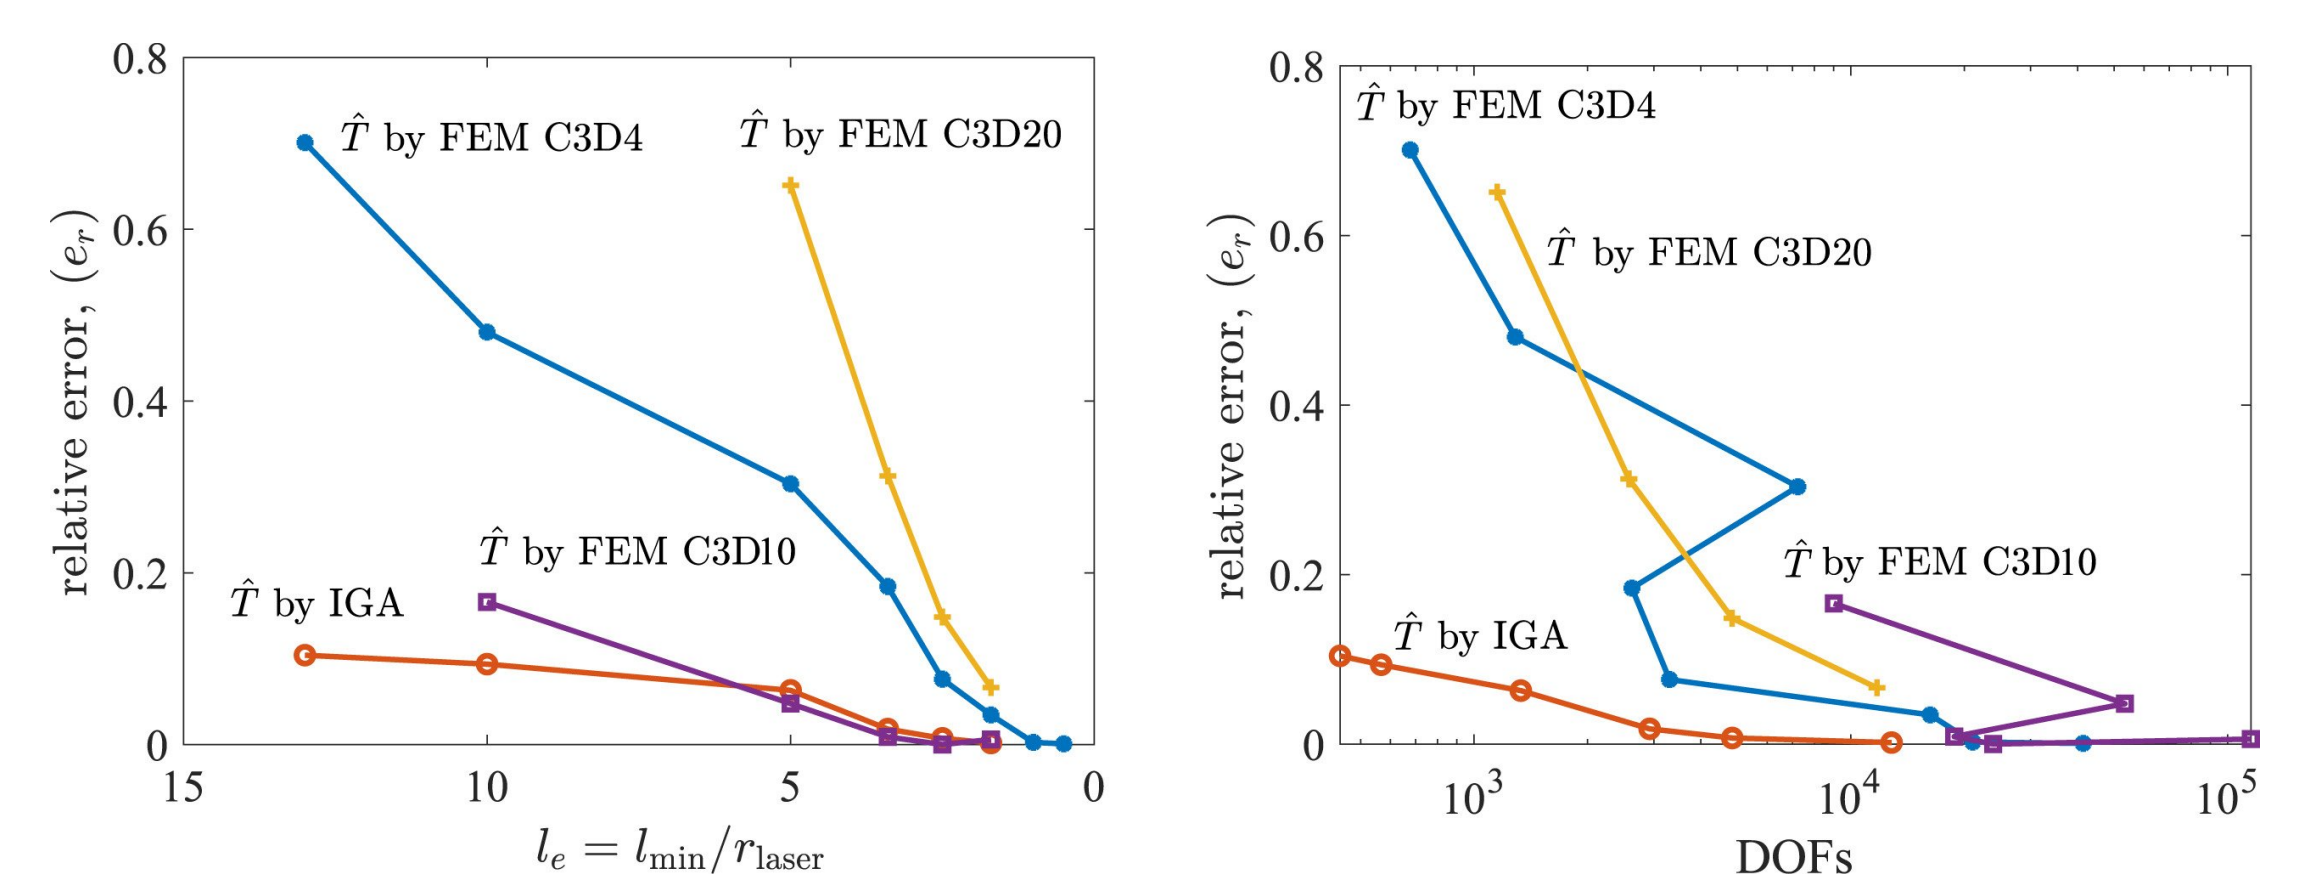 0.8
0.6
0.4
0.2
0
15
10
5
0
relative error, (e_r)
l_e = l_min/r_laser
T̂ by FEM C3D4
T̂ by FEM C3D20
T̂ by FEM C3D10
T̂ by IGA
0.8
0.6
0.4
0.2
0
10^3
10^4
10^5
relative error, (e_r)
DOFs
T̂ by FEM C3D4
T̂ by FEM C3D20
T̂ by FEM C3D10
T̂ by IGA